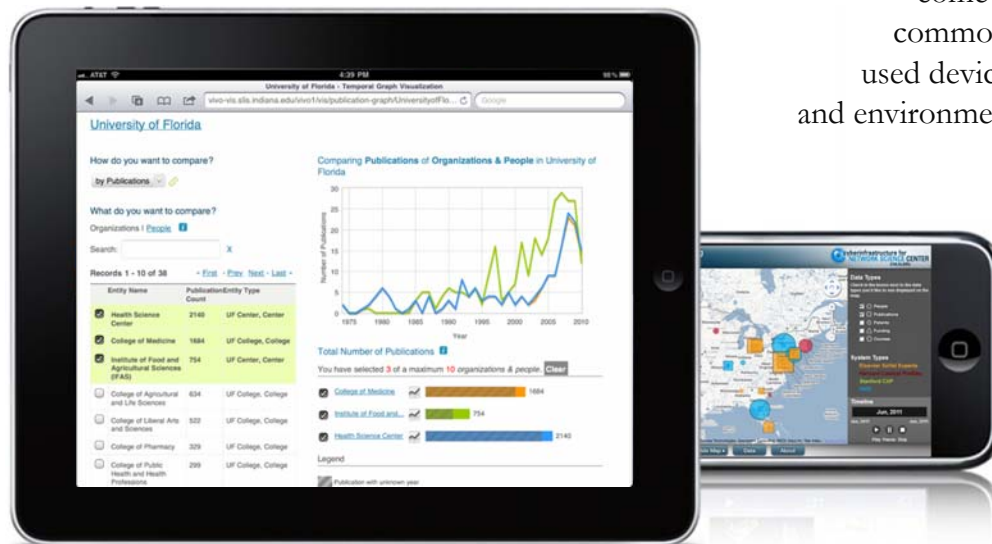 commo
used devic
and environme
AT&T
4:39 PM
98%
University of Florida - Temporal Graph Visualization
vivo-vis.slis.indiana.edu/vivo1/vis/publication-graph/UniversityofFlo...
Google
University of Florida
How do you want to compare?
by Publications
What do you want to compare?
Organizations | People
Search:
X
Records 1 - 10 of 38
- First - Prev Next - Last -
Entity Name
Publication Count
Entity Type
Health Science Center
2140
UF Center, Center
College of Medicine
1684
UF College, College
Institute of Food and Agricultural Sciences (IFAS)
754
UF Center, Center
College of Agricultural and Life Sciences
634
UF College, College
College of Liberal Arts and Sciences
522
UF College, College
College of Pharmacy
329
UF College, College
College of Public Health and Health Professions
299
UF College, College
Comparing Publications of Organizations & People in University of
Florida
Number of Publications
30
25
20
15
10
5
0
1975 1980 1985 1990 1995 2000 2005 2010
Year
Total Number of Publications
You have selected 3 of a maximum 10 organizations & people. Clear
College of Medicine
1684
Institute of Food and...
754
Health Science Center
2140
Legend
Publication with unknown year
NETWORK SCIENCE CENTER
Data Types
People
Publications
Patents
Funding
Courses
System Types
Stanford CAP
Timeline
Jun, 2011
Data
About